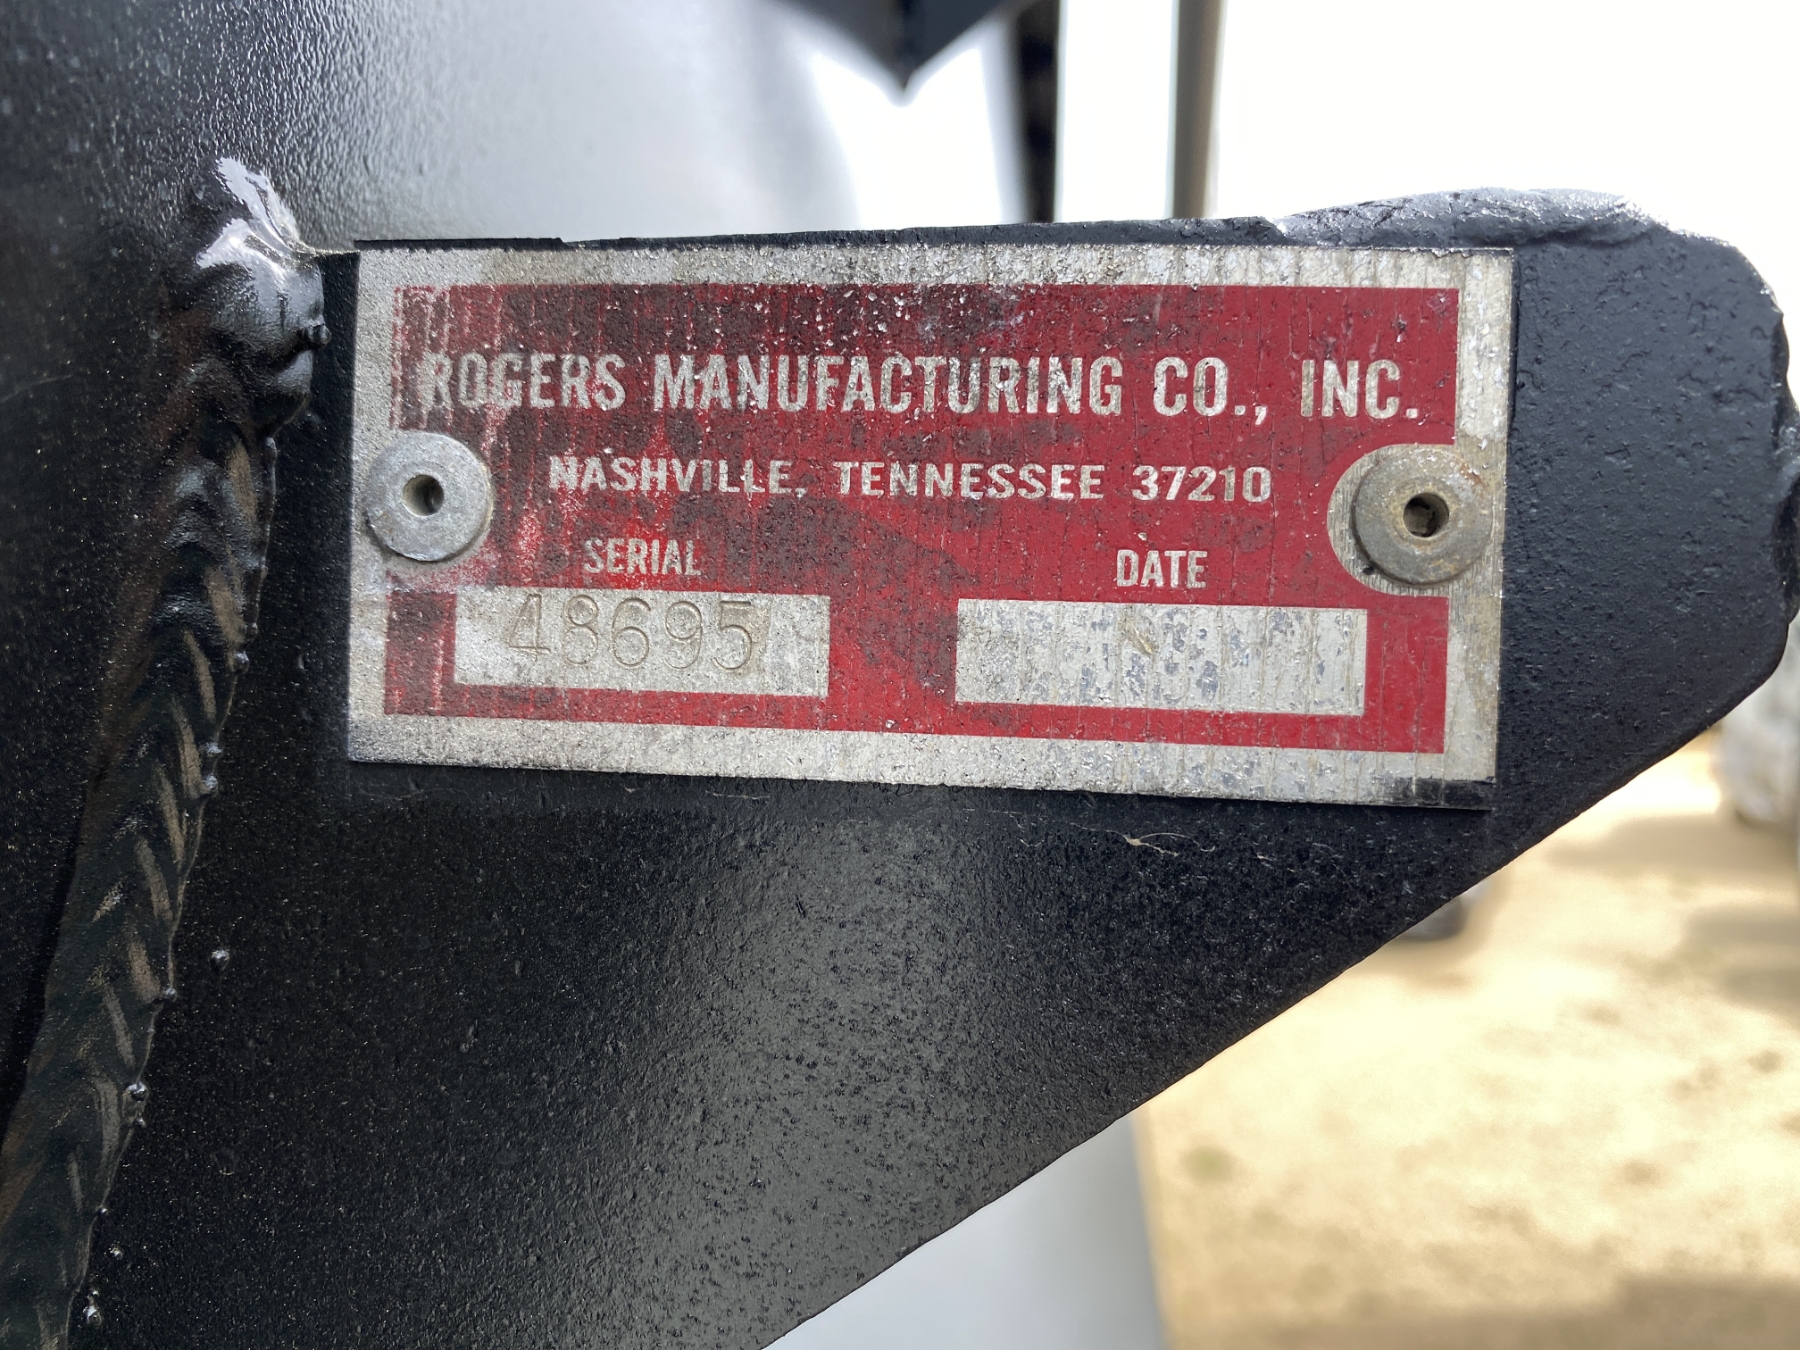 ROGERS MANUFACTURING CO., INC.
NASHVILLE, TENNESSEE 37210
SERIAL DATE
48695